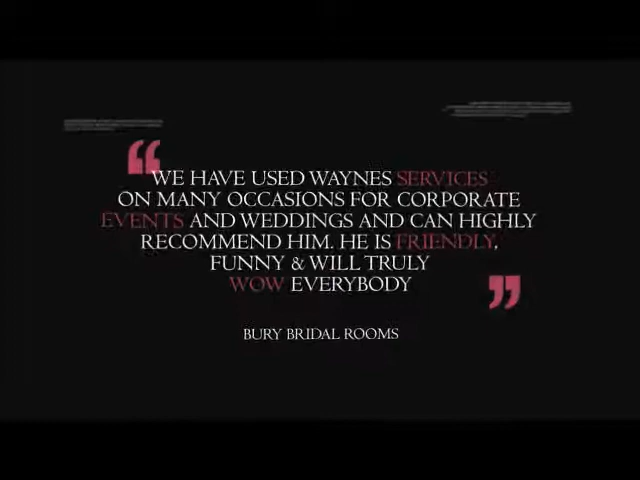 “WE HAVE USED WAYNES SERVICES
ON MANY OCCASIONS FOR CORPORATE
EVENTS AND WEDDINGS AND CAN HIGHLY
RECOMMEND HIM. HE IS FRIENDLY,
FUNNY & WILL TRULY
WOW EVERYBODY”
BURY BRIDAL ROOMS